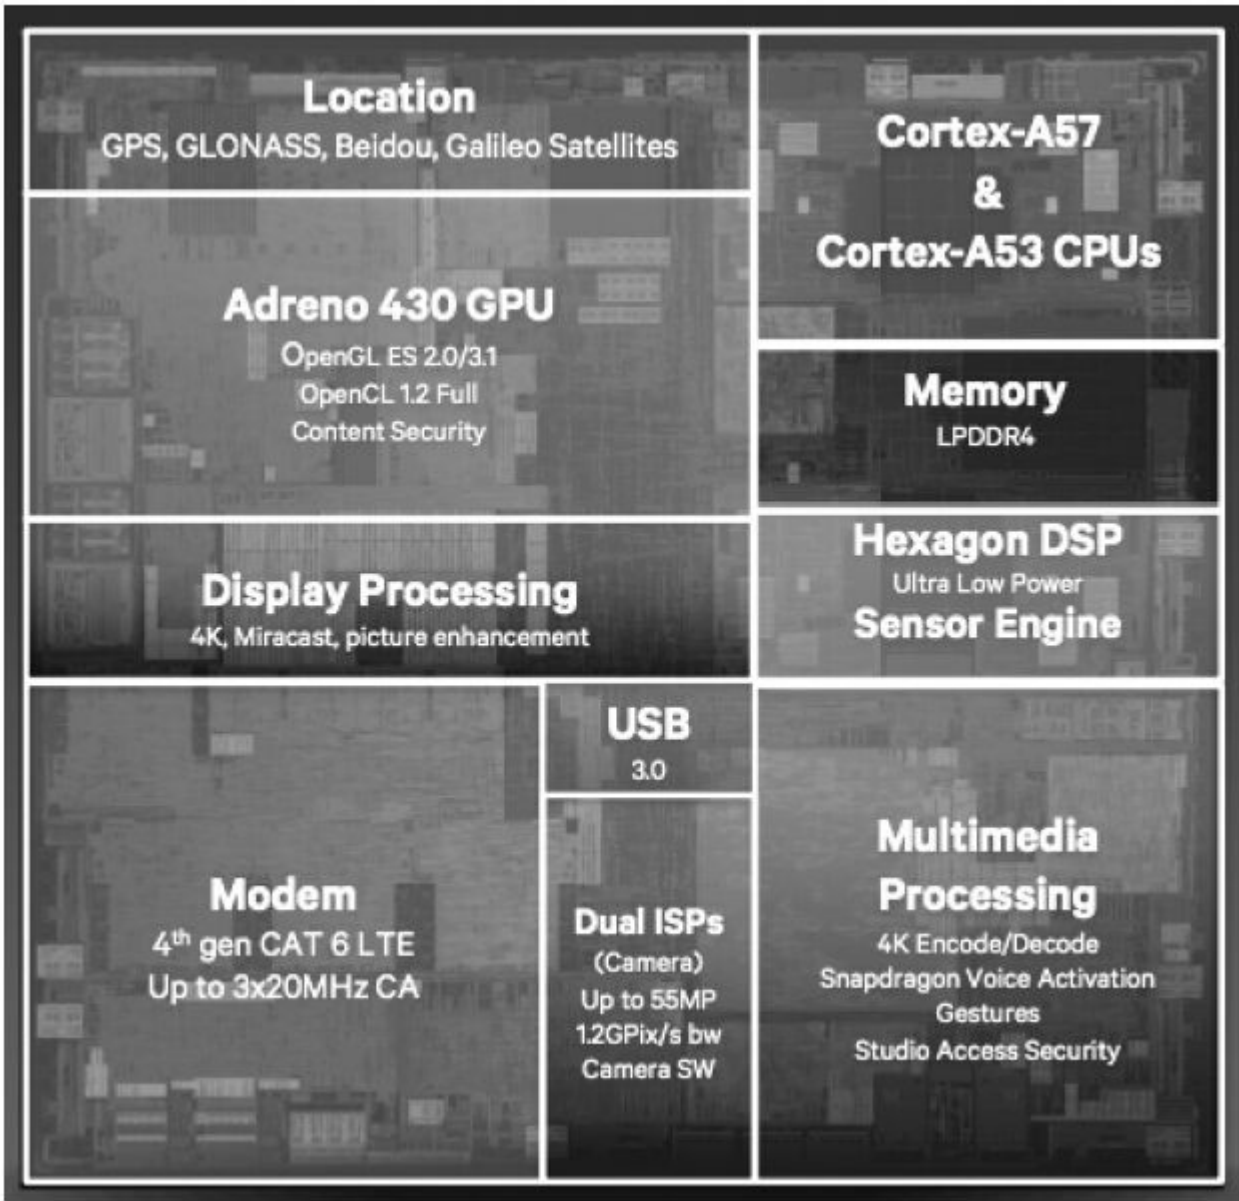 Location
GPS, GLONASS, Beidou, Galileo Satellites
Cortex-A57
&
Cortex-A53 CPUs
Adreno 430 GPU
OpenGL ES 2.0/3.1
OpenCL 1.2 Full
Content Security
Memory
LPDDR4
Display Processing
4K, Miracast, picture enhancement
Hexagon DSP
Ultra Low Power
Sensor Engine
Modem
4th gen CAT 6 LTE
Up to 3x20MHz CA
USB
3.0
Dual ISPs
(Camera)
Up to 55MP
1.2GPix/s bw
Camera SW
Multimedia
Processing
4K Encode/Decode
Snapdragon Voice Activation
Gestures
Studio Access Security